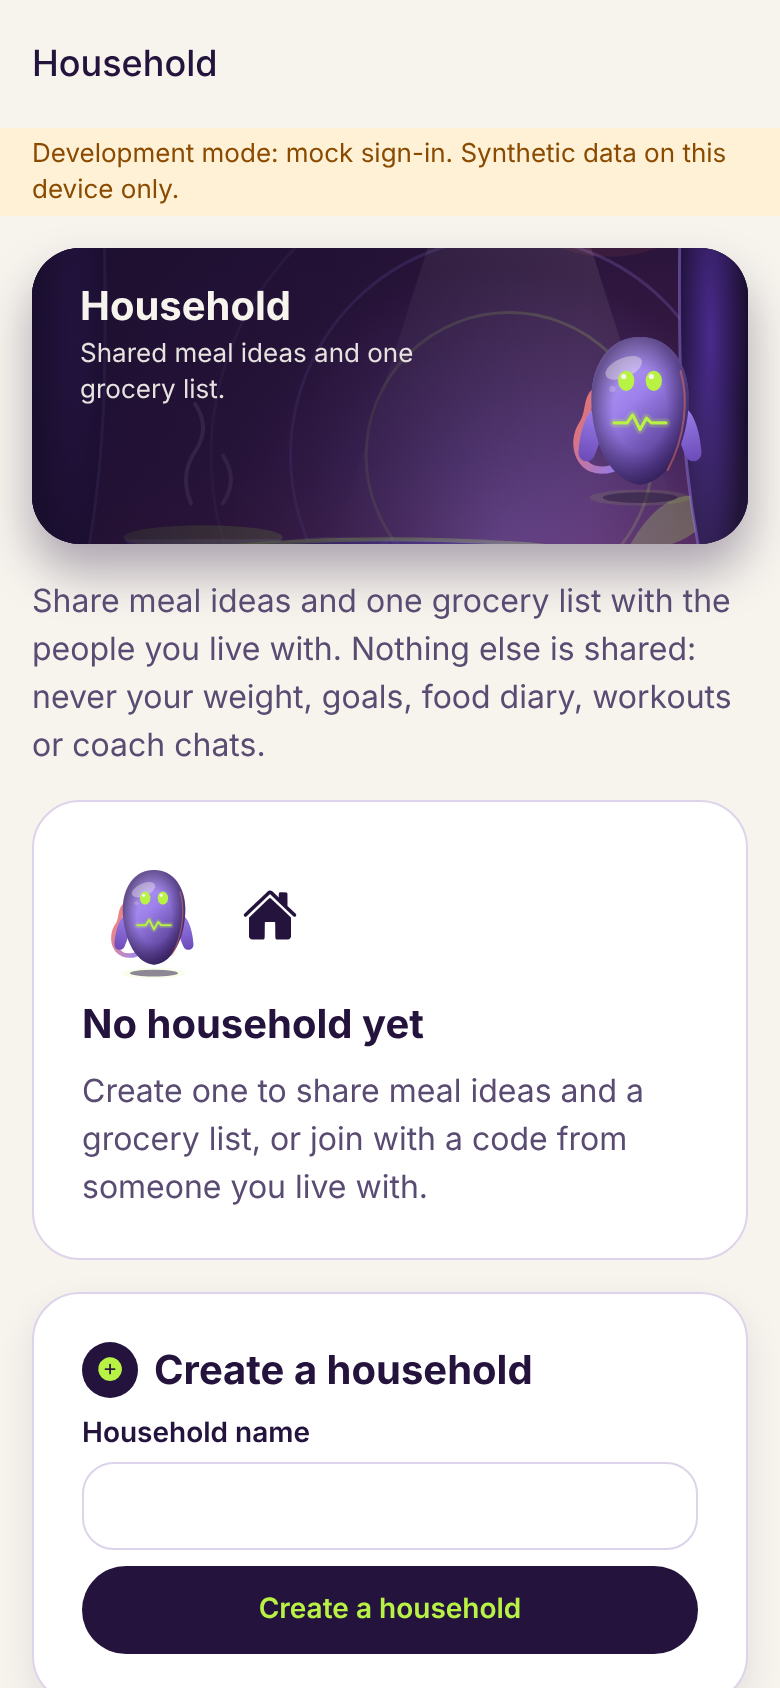 Household
Development mode: mock sign-in. Synthetic data on this
device only.
Household
Shared meal ideas and one
grocery list.
Share meal ideas and one grocery list with the
people you live with. Nothing else is shared:
never your weight, goals, food diary, workouts
or coach chats.
No household yet
Create one to share meal ideas and a
grocery list, or join with a code from
someone you live with.
Create a household
Household name
Create a household